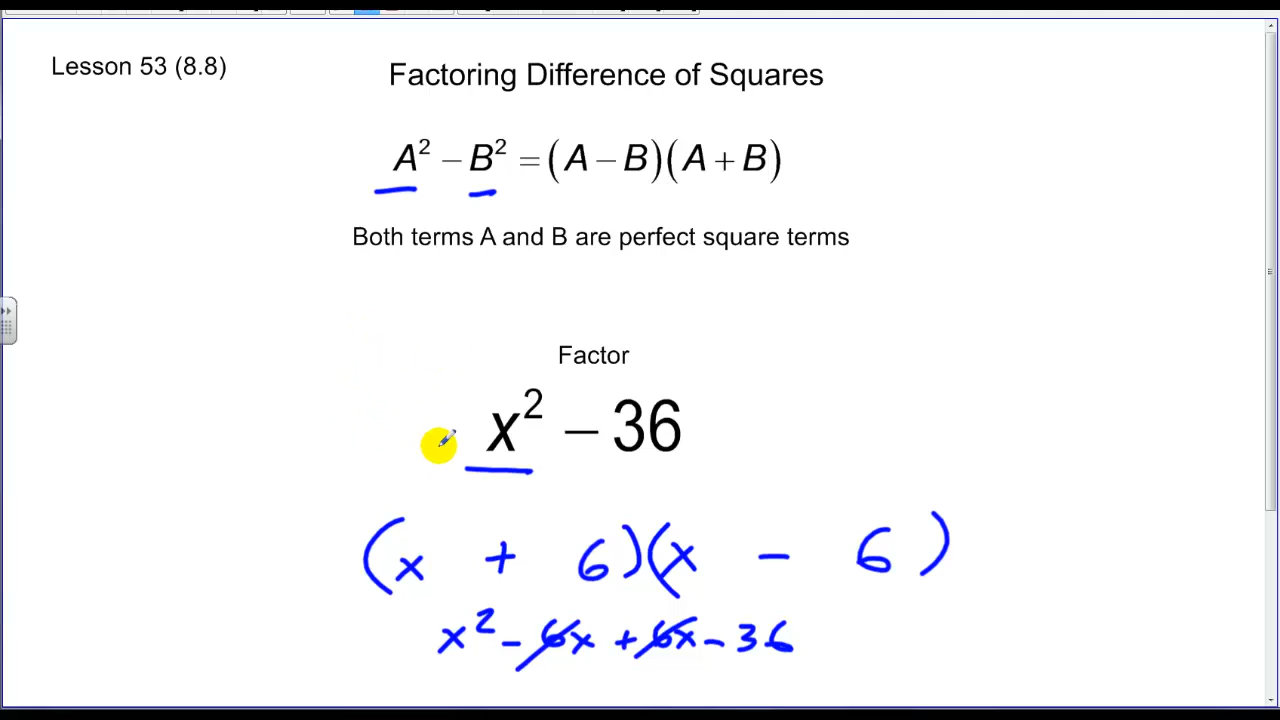 Lesson 53 (8.8)
Factoring Difference of Squares
A² − B² = (A − B)(A + B)
Both terms A and B are perfect square terms
Factor
x² − 36
(x + 6)(x − 6)
x² − 6x + 6x − 36